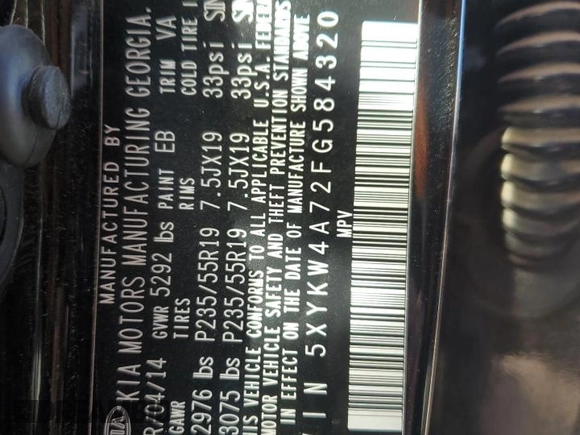 MANUFACTURED BY
KIA MOTORS MANUFACTURING GEORGIA.
/04/14 GVWR 5292 lbs PAINT EB TRIM VA
GAWR TIRES RIMS COLD TIRE
2976 lbs P235/55R19 7.5JX19 33psi
3075 lbs P235/55R19 7.5JX19 33psi
THIS VEHICLE CONFORMS TO ALL APPLICABLE U.S.A. FEDERA
MOTOR VEHICLE SAFETY AND THEFT PREVENTION STANDARDS
IN EFFECT ON THE DATE OF MANUFACTURE SHOWN ABOVE
VIN 5XYKW4A72FG584320
MPV